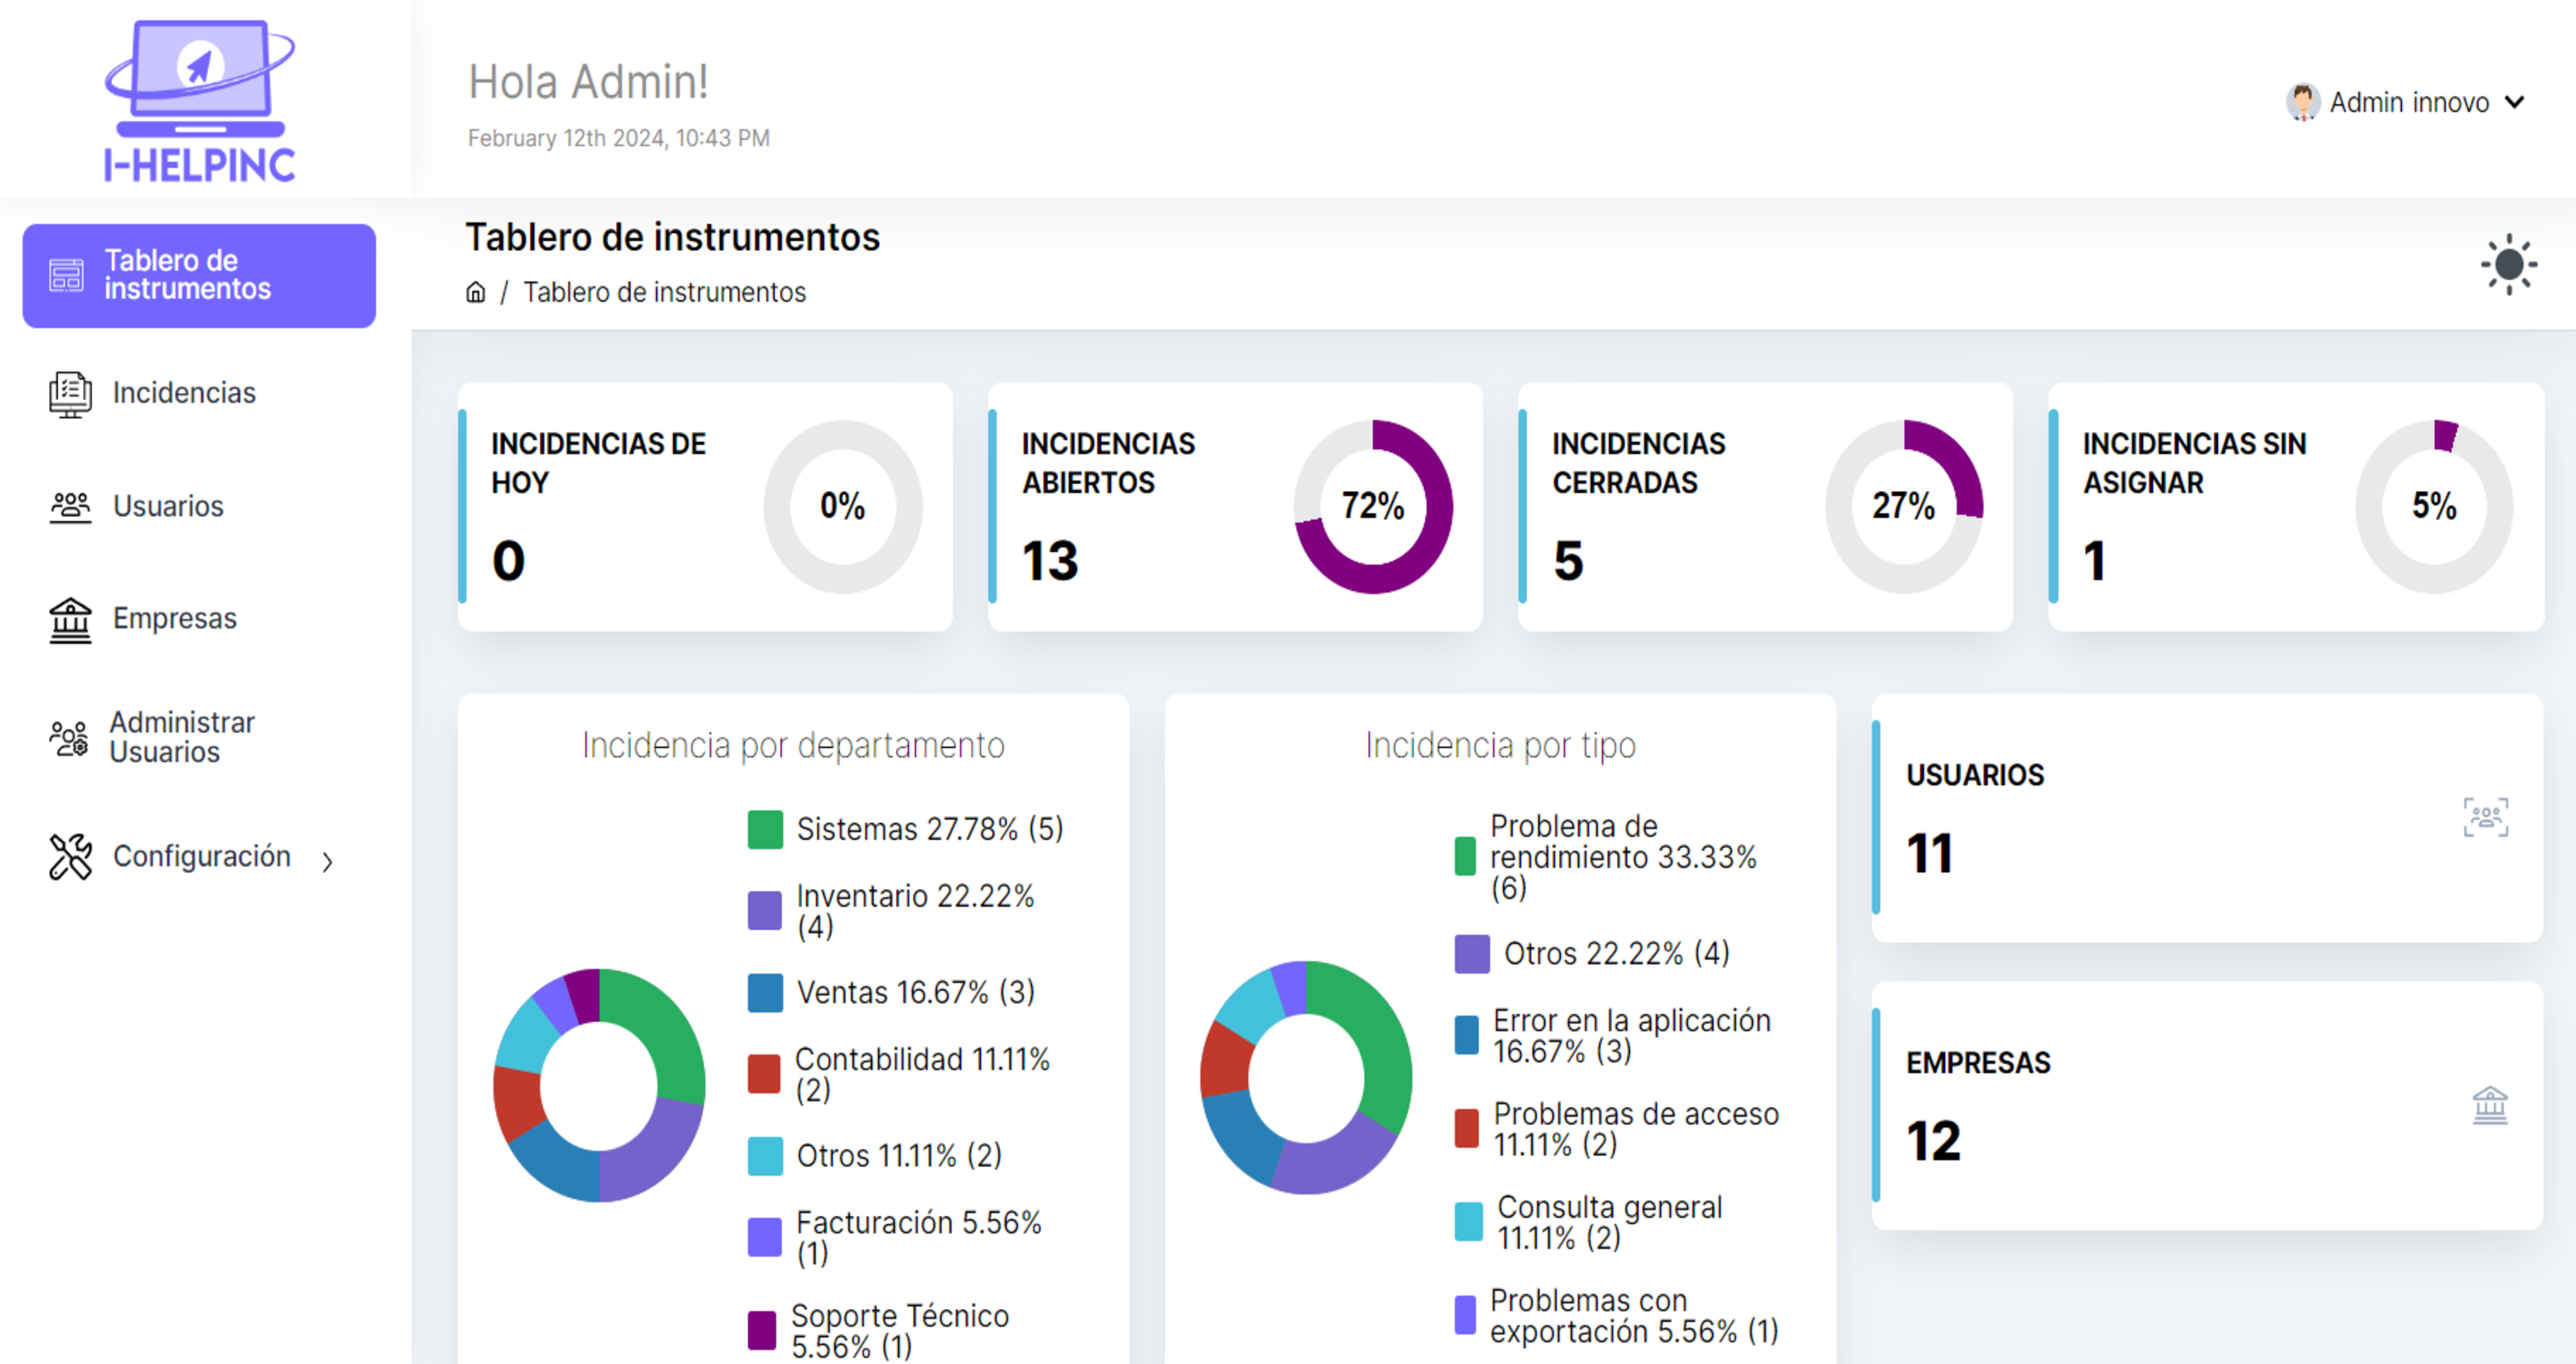 I-HELPINC
Hola Admin!
February 12th 2024, 10:43 PM
Admin innovo
Tablero de
instrumentos
Incidencias
Usuarios
Empresas
Administrar
Usuarios
Configuración
Tablero de instrumentos
/ Tablero de instrumentos
INCIDENCIAS DE
HOY
0
0%
INCIDENCIAS
ABIERTOS
13
72%
INCIDENCIAS
CERRADAS
5
27%
INCIDENCIAS SIN
ASIGNAR
1
5%
Incidencia por departamento
Sistemas 27.78% (5)
Inventario 22.22%
(4)
Ventas 16.67% (3)
Contabilidad 11.11%
(2)
Otros 11.11% (2)
Facturación 5.56%
(1)
Soporte Técnico
5.56% (1)
Incidencia por tipo
Problema de
rendimiento 33.33%
(6)
Otros 22.22% (4)
Error en la aplicación
16.67% (3)
Problemas de acceso
11.11% (2)
Consulta general
11.11% (2)
Problemas con
exportación 5.56% (1)
USUARIOS
11
EMPRESAS
12